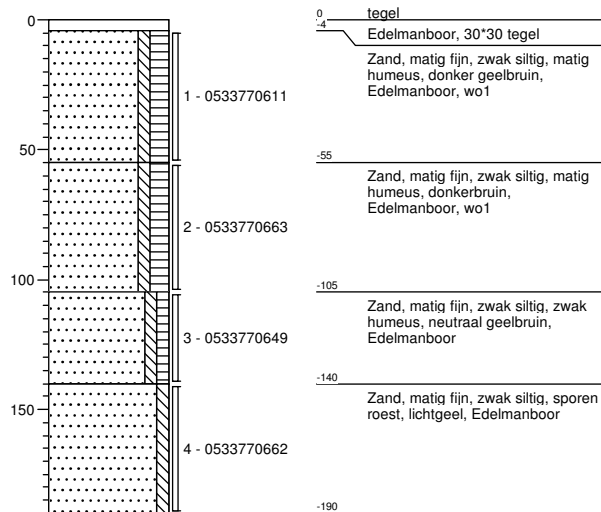 0
50
100
150
1 - 0533770611
2 - 0533770663
3 - 0533770649
4 - 0533770662
0
tegel
-4
Edelmanboor, 30*30 tegel
Zand, matig fijn, zwak siltig, matig
humeus, donker geelbruin,
Edelmanboor, wo1
-55
Zand, matig fijn, zwak siltig, matig
humeus, donkerbruin,
Edelmanboor, wo1
-105
Zand, matig fijn, zwak siltig, zwak
humeus, neutraal geelbruin,
Edelmanboor
-140
Zand, matig fijn, zwak siltig, sporen
roest, lichtgeel, Edelmanboor
-190